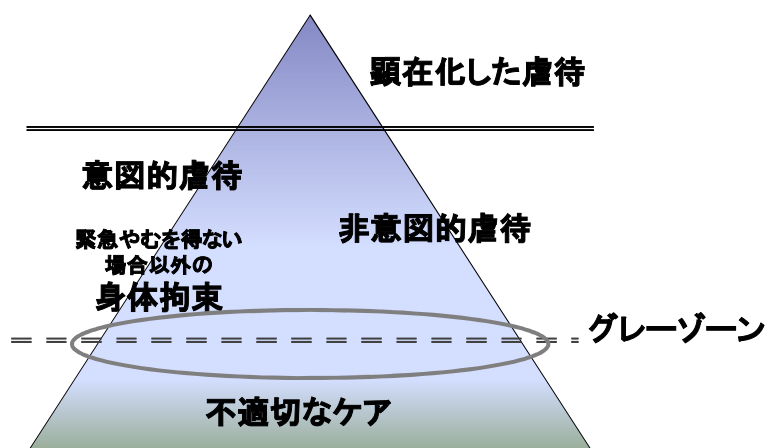 顕在化した虐待
意図的虐待
非意図的虐待
緊急やむを得ない
場合以外の
身体拘束
グレーゾーン
不適切なケア